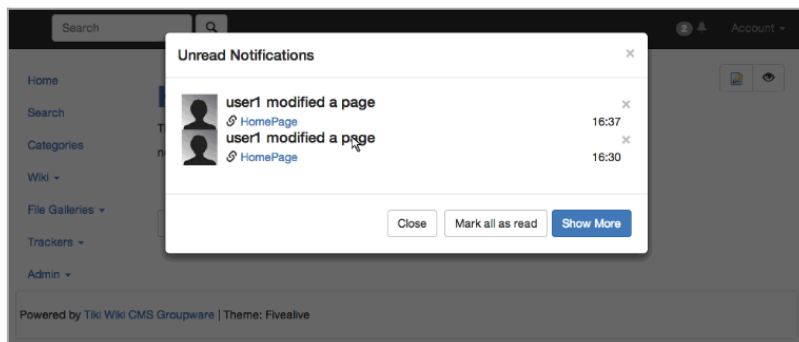 Search
2
Account
Unread Notifications
×
Home
Search
Categories
Wiki
File Galleries
Trackers
Admin
user1 modified a page
×
HomePage
16:37
user1 modified a page
×
HomePage
16:30
Close
Mark all as read
Show More
Powered by Tiki Wiki CMS Groupware | Theme: Fivealive